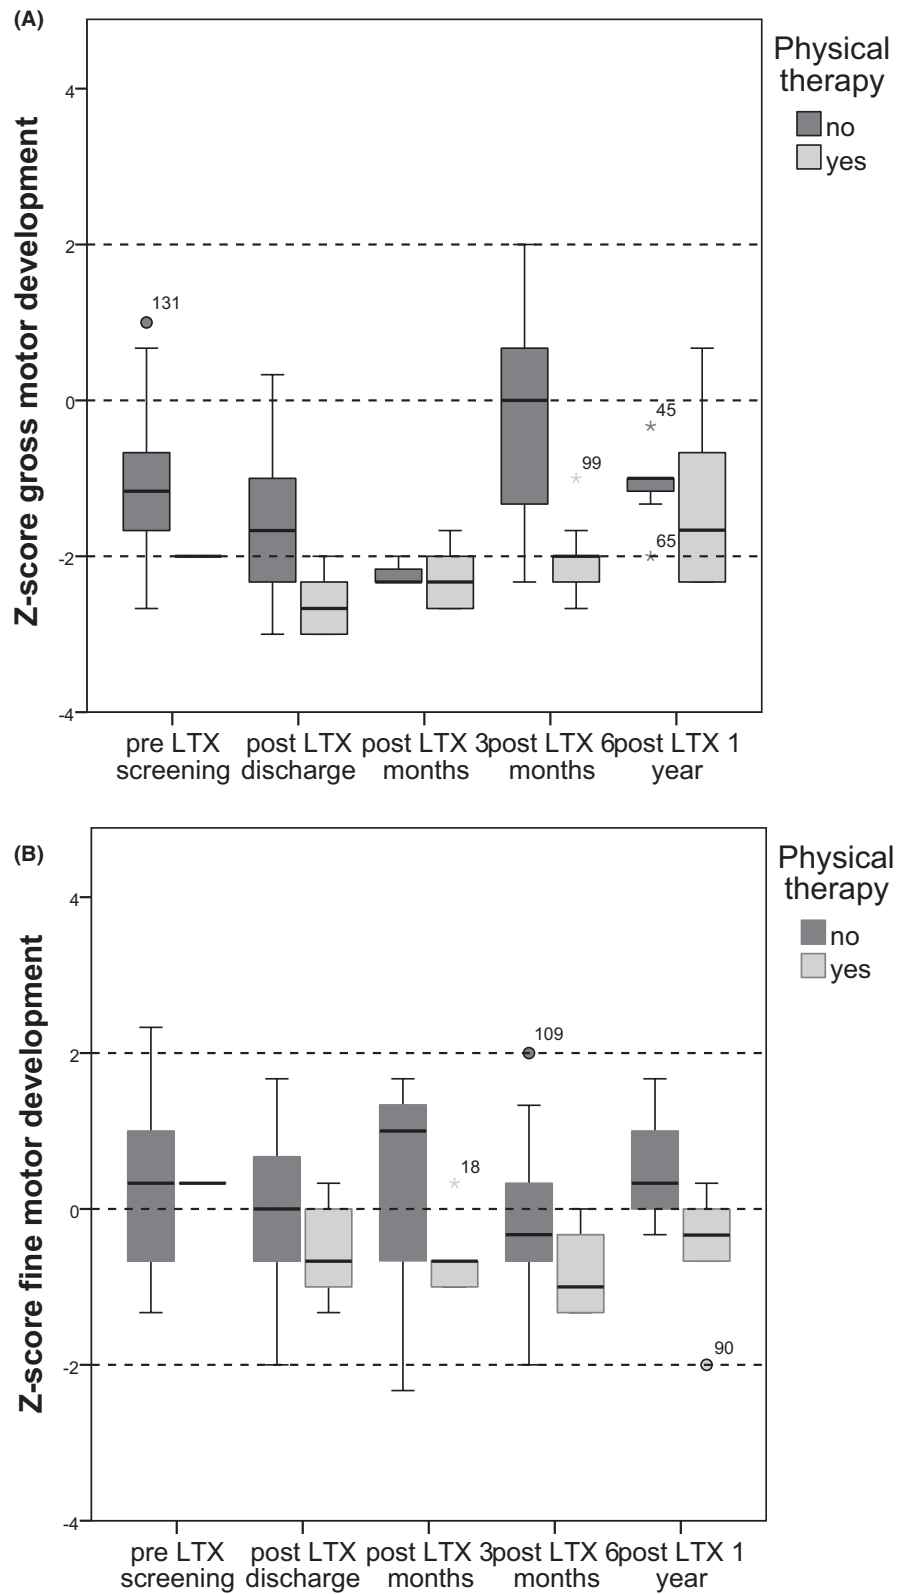 (A)
Physical
therapy
no
yes
Z-score gross motor development
4
2
0
-2
-4
131
45
99
65
pre LTX
screening
post LTX
discharge
post LTX 3
months
post LTX 6
months
post LTX 1
year
(B)
Physical
therapy
no
yes
Z-score fine motor development
4
2
0
-2
-4
109
18
90
pre LTX
screening
post LTX
discharge
post LTX 3
months
post LTX 6
months
post LTX 1
year